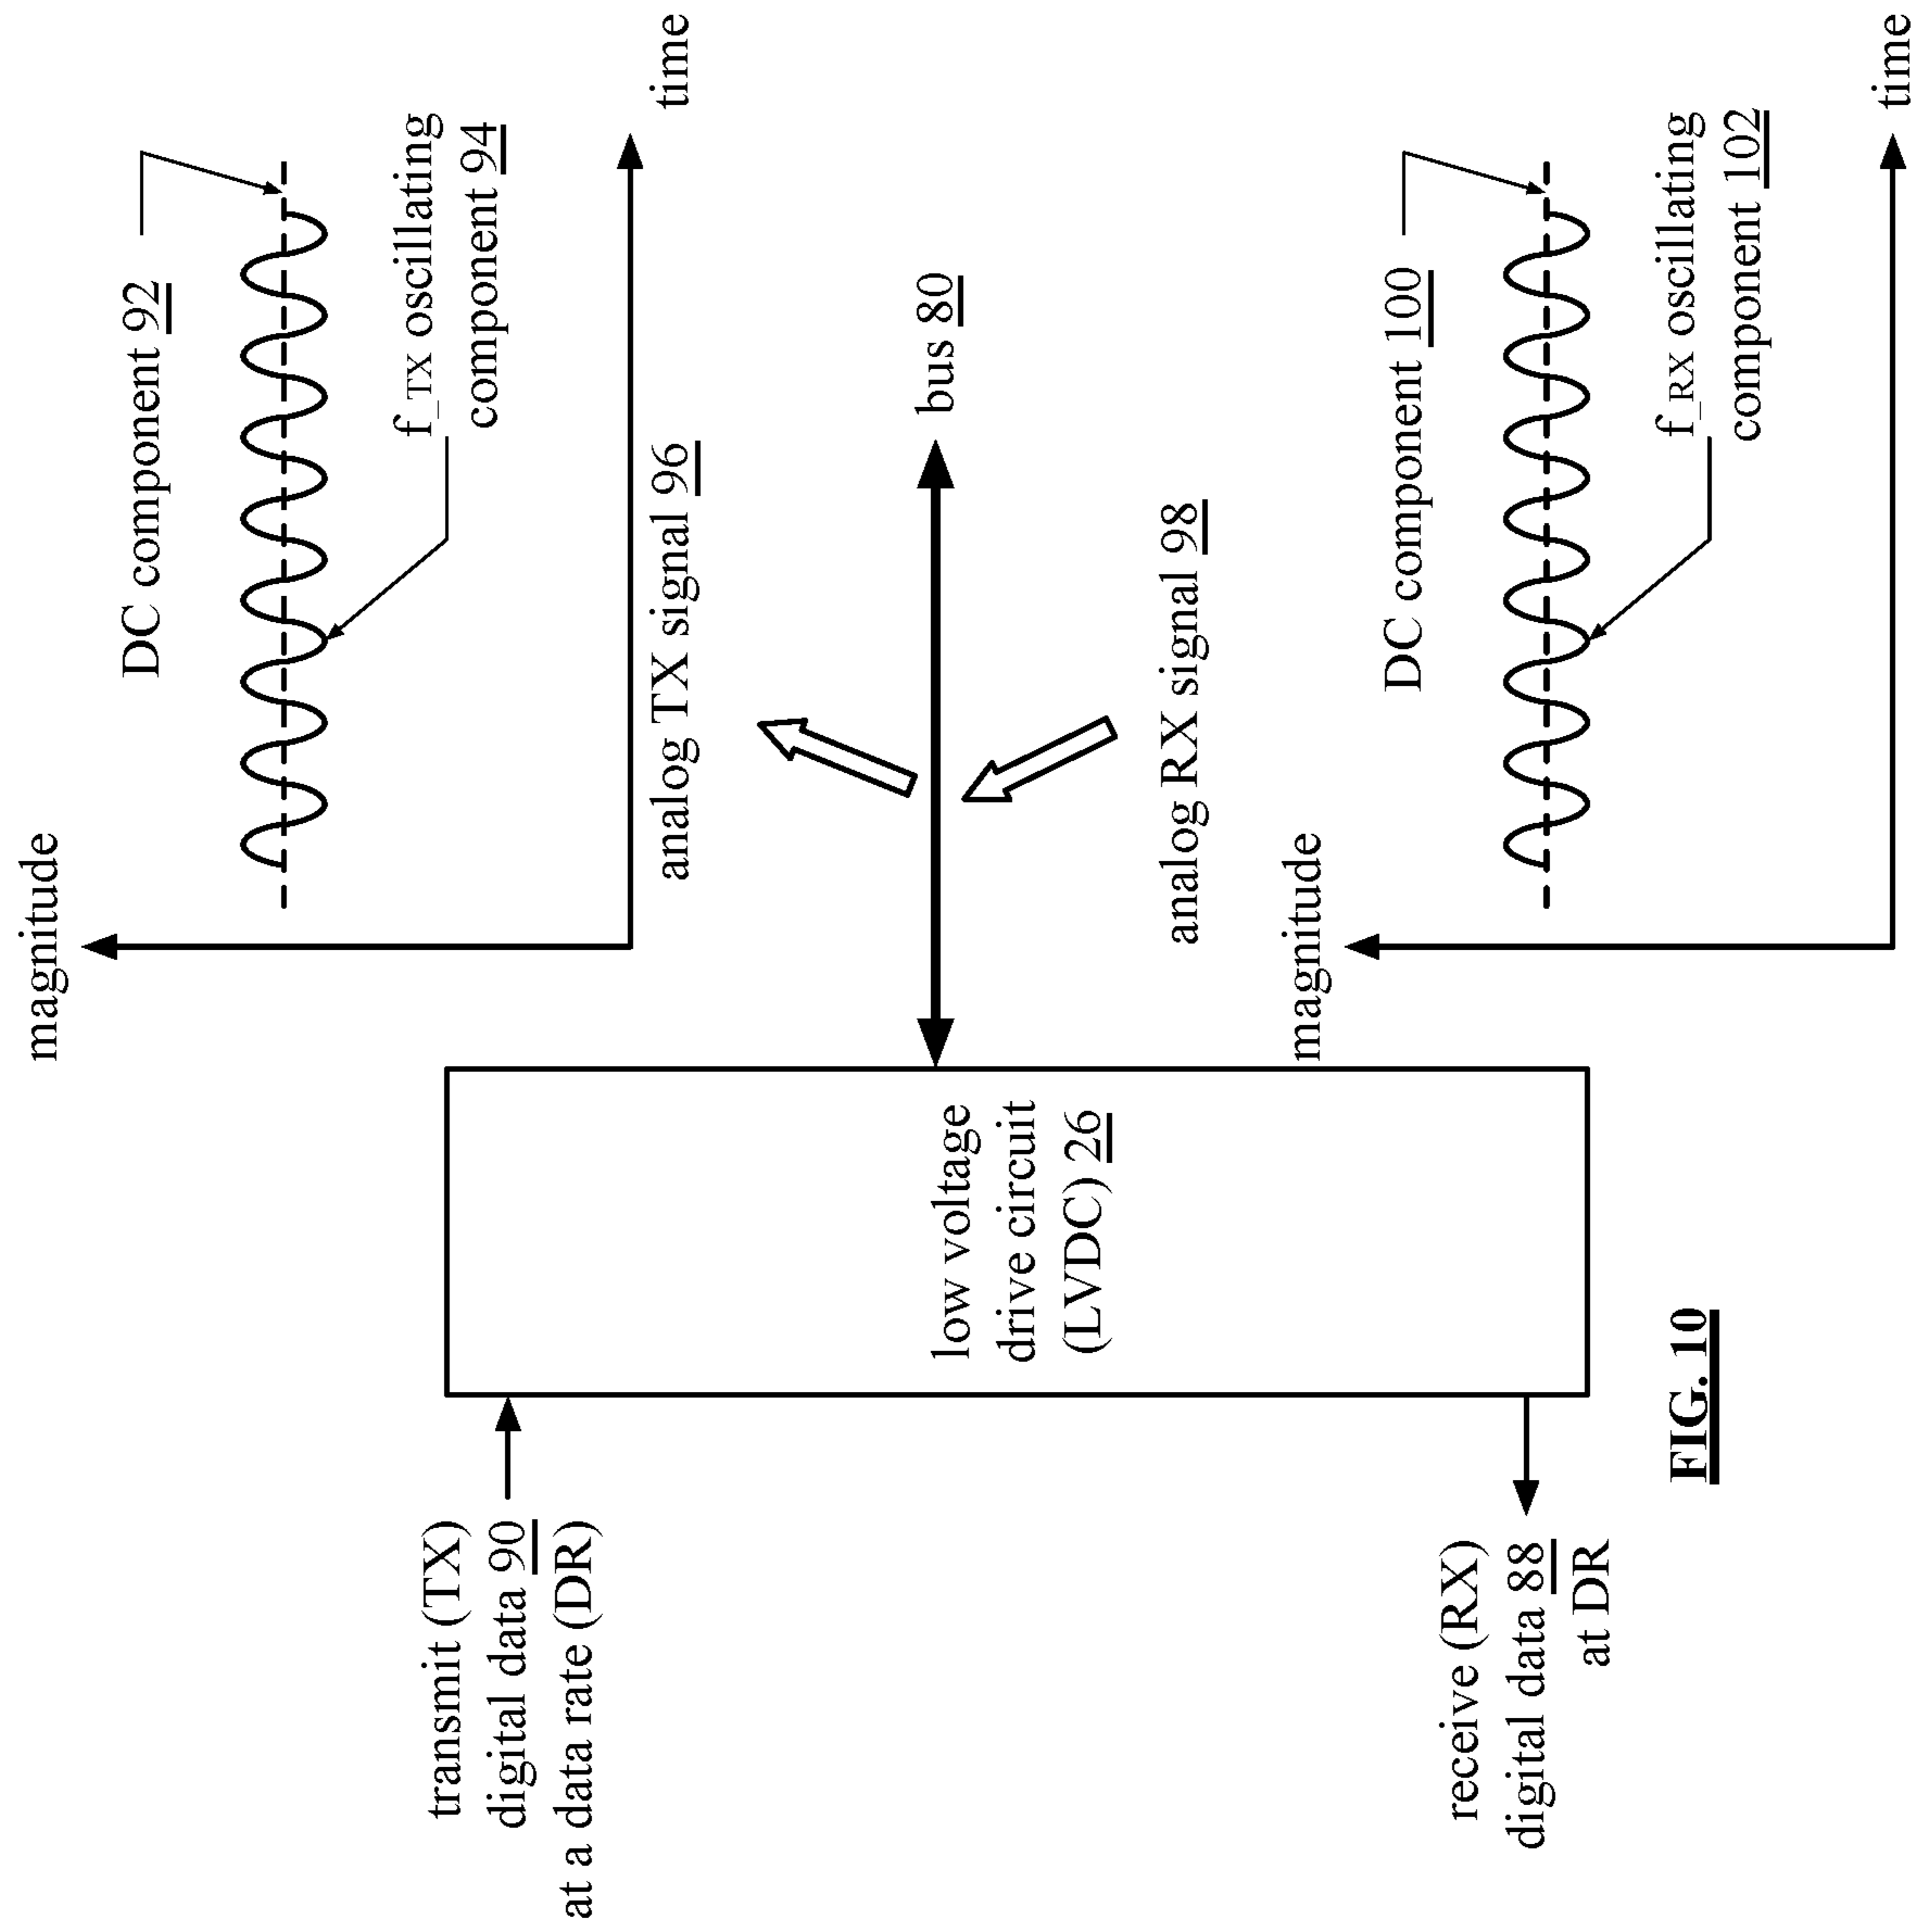 magnitude
DC component 92
f_TX oscillating
component 94
time
analog TX signal 96
transmit (TX)
digital data 90
at a data rate (DR)
low voltage
drive circuit
(LVDC) 26
bus 80
analog RX signal 98
magnitude
DC component 100
f_RX oscillating
component 102
time
receive (RX)
digital data 88
at DR
FIG. 10